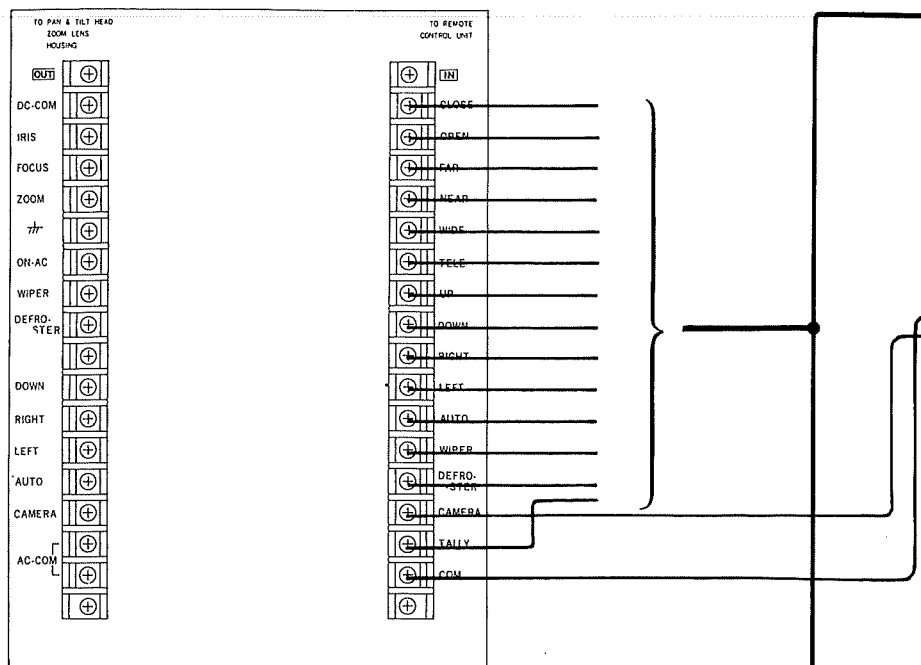 TO PAN & TILT HEAD
ZOOM LENS
HOUSING
OUT
DC-COM
IRIS
FOCUS
ZOOM
ON-AC
WIPER
DEFRO-
STER
DOWN
RIGHT
LEFT
AUTO
CAMERA
AC-COM
TO REMOTE
CONTROL UNIT
IN
CLOSE
OPEN
FAR
NEAR
WIDE
TELE
UP
DOWN
RIGHT
LEFT
AUTO
WIPER
DEFRO-
-STER
CAMERA
TALLY
COM